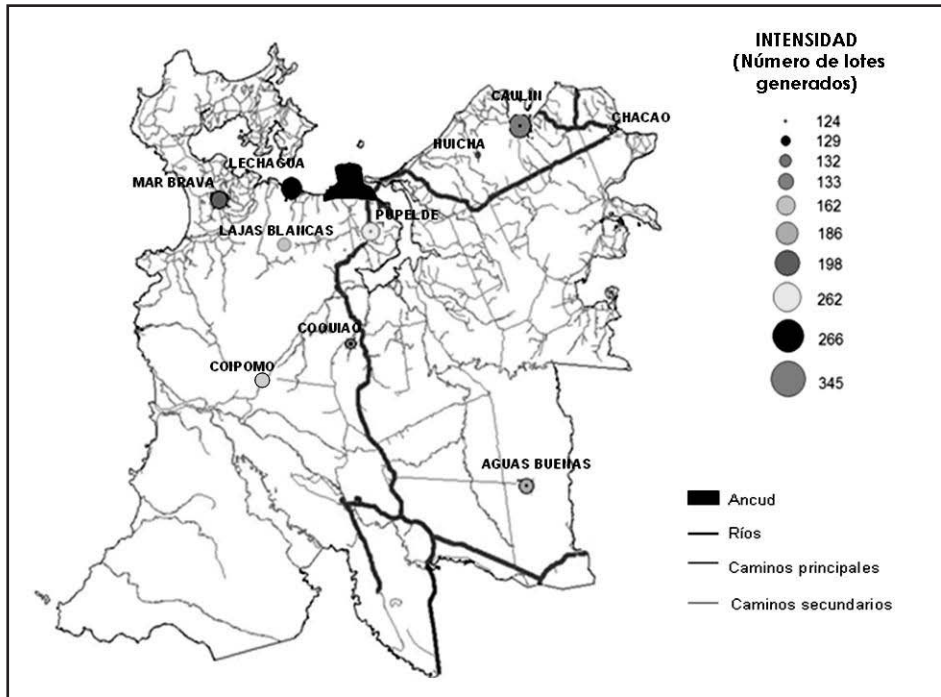 INTENSIDAD
(Número de lotes
generados)
124
129
132
133
162
186
198
262
266
345
CAULIN
CHACAO
HUICHA
LECHAGUA
MAR BRAVA
PUPELDE
LAJAS BLANCAS
COQUIAO
COIPOMO
AGUAS BUENAS
Ancud
Ríos
Caminos principales
Caminos secundarios